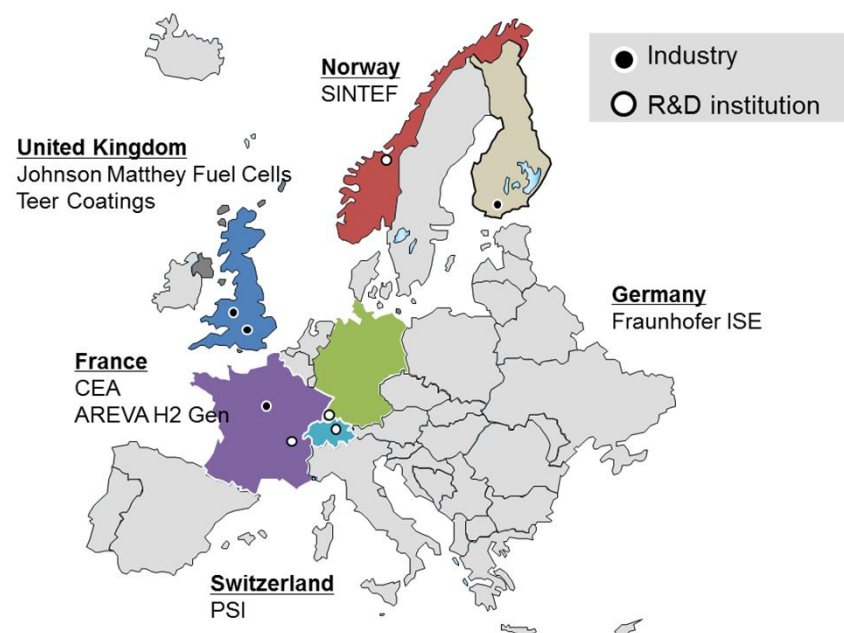 Norway
SINTEF
Industry
R&D institution
United Kingdom
Johnson Matthey Fuel Cells
Teer Coatings
Germany
Fraunhofer ISE
France
CEA
AREVA H2 Gen
Switzerland
PSI